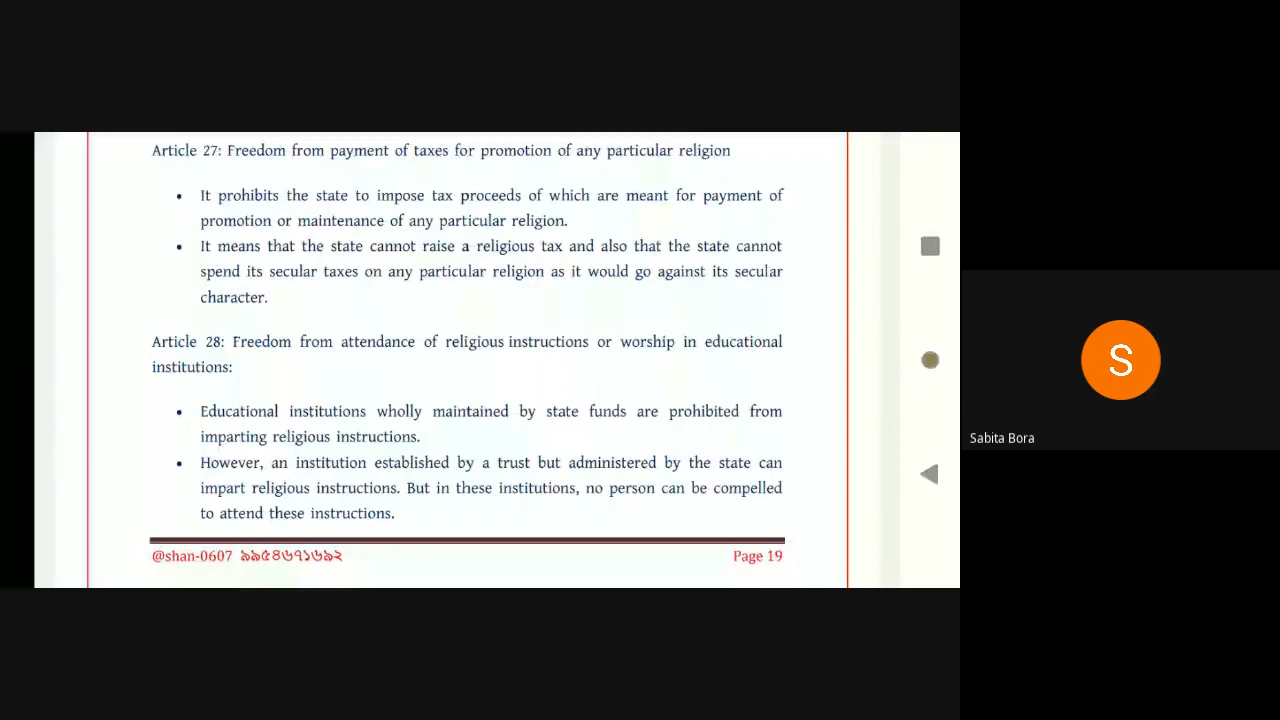 Article 27: Freedom from payment of taxes for promotion of any particular religion
• It prohibits the state to impose tax proceeds of which are meant for payment of
promotion or maintenance of any particular religion.
• It means that the state cannot raise a religious tax and also that the state cannot
spend its secular taxes on any particular religion as it would go against its secular
character.
Article 28: Freedom from attendance of religious instructions or worship in educational
institutions:
• Educational institutions wholly maintained by state funds are prohibited from
imparting religious instructions.
• However, an institution established by a trust but administered by the state can
impart religious instructions. But in these institutions, no person can be compelled
to attend these instructions.
@shan-0607 ৯৯৫৪৬৭১৬৯২ Page 19
S
Sabita Bora